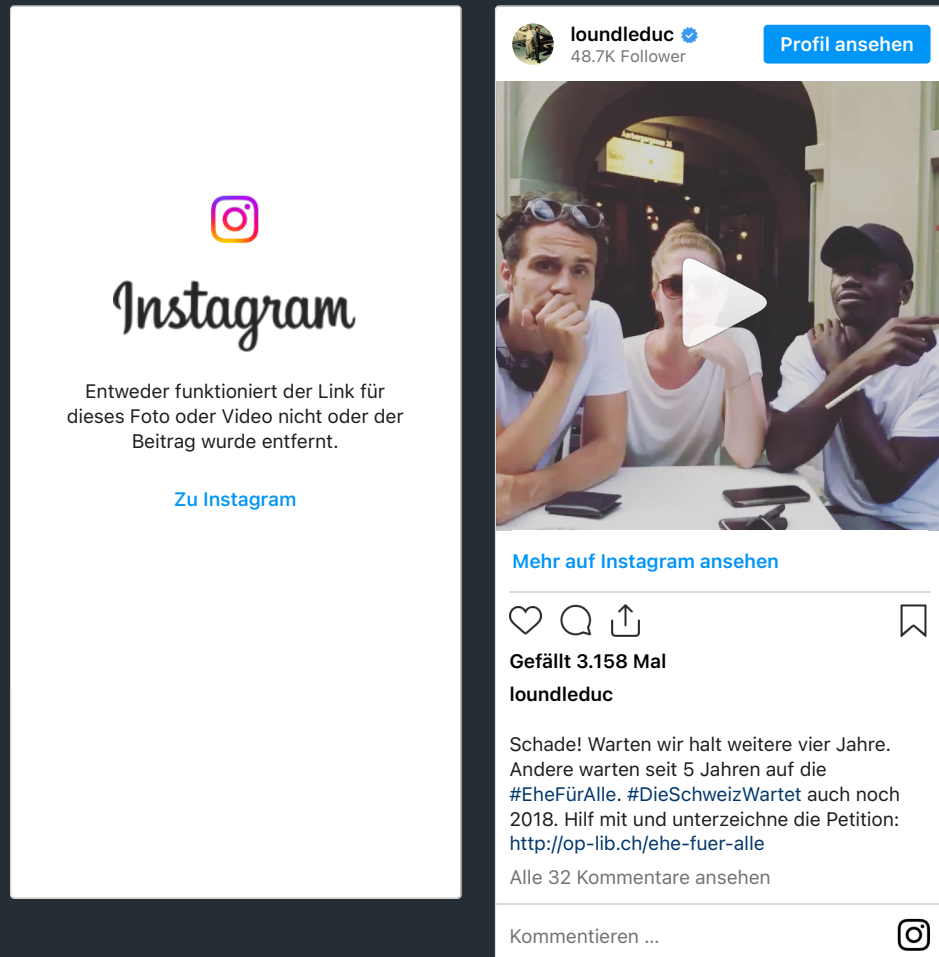 Instagram
Entweder funktioniert der Link für
dieses Foto oder Video nicht oder der
Beitrag wurde entfernt.
Zu Instagram
loundleduc
48.7K Follower
Profil ansehen
Aarbergergasse 26
Mehr auf Instagram ansehen
Gefällt 3.158 Mal
loundleduc
Schade! Warten wir halt weitere vier Jahre.
Andere warten seit 5 Jahren auf die
#EheFürAlle. #DieSchweizWartet auch noch
2018. Hilf mit und unterzeichne die Petition:
http://op-lib.ch/ehe-fuer-alle
Alle 32 Kommentare ansehen
Kommentieren ...